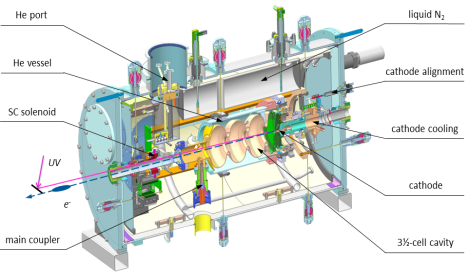 He port
He vessel
SC solenoid
UV
e-
main coupler
liquid N₂
cathode alignment
cathode cooling
cathode
3½-cell cavity